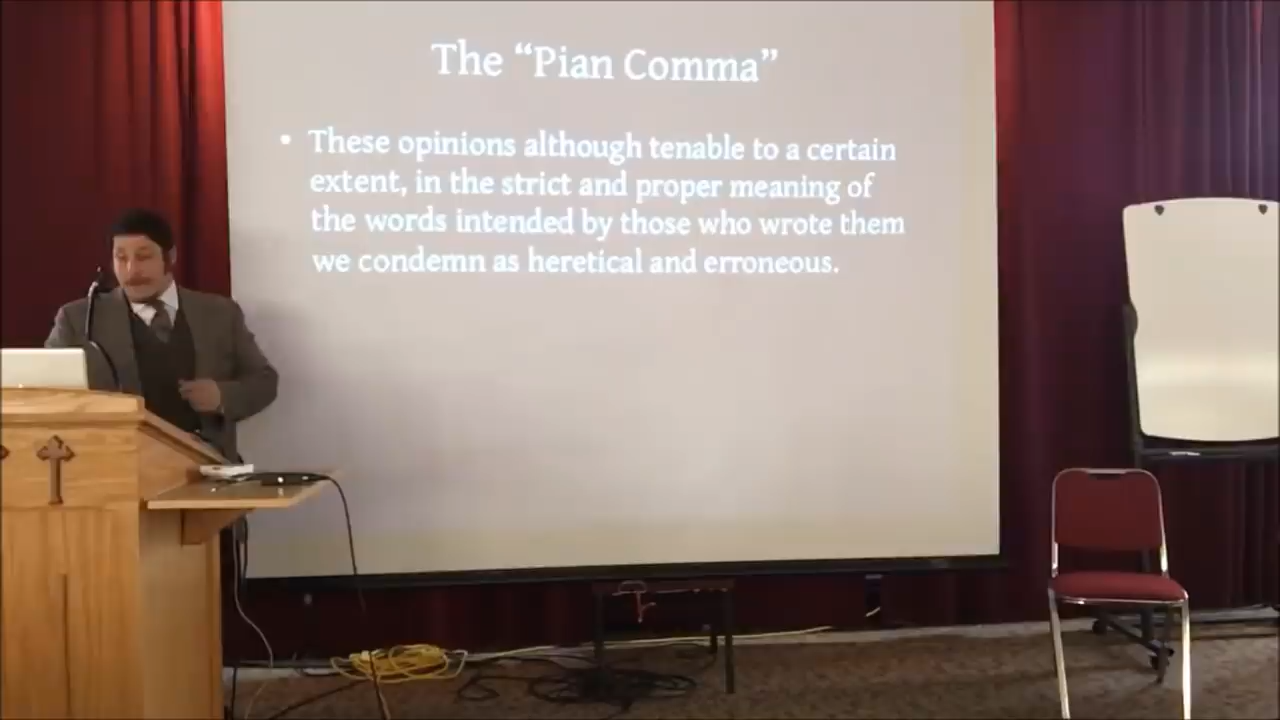 The “Pian Comma”
• These opinions although tenable to a certain
extent, in the strict and proper meaning of
the words intended by those who wrote them
we condemn as heretical and erroneous.